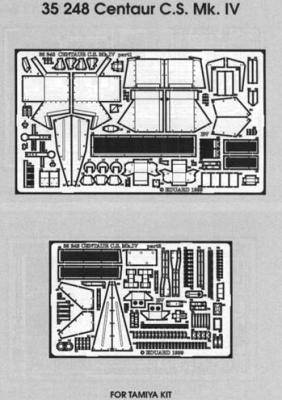 35 248 Centaur C.S. Mk. IV
35 248 CENTAUR C.S. Mk.IV part1
© EDUARD 1999
35 248 CENTAUR C.S. Mk.IV
© EDUARD 1999
FOR TAMIYA KIT